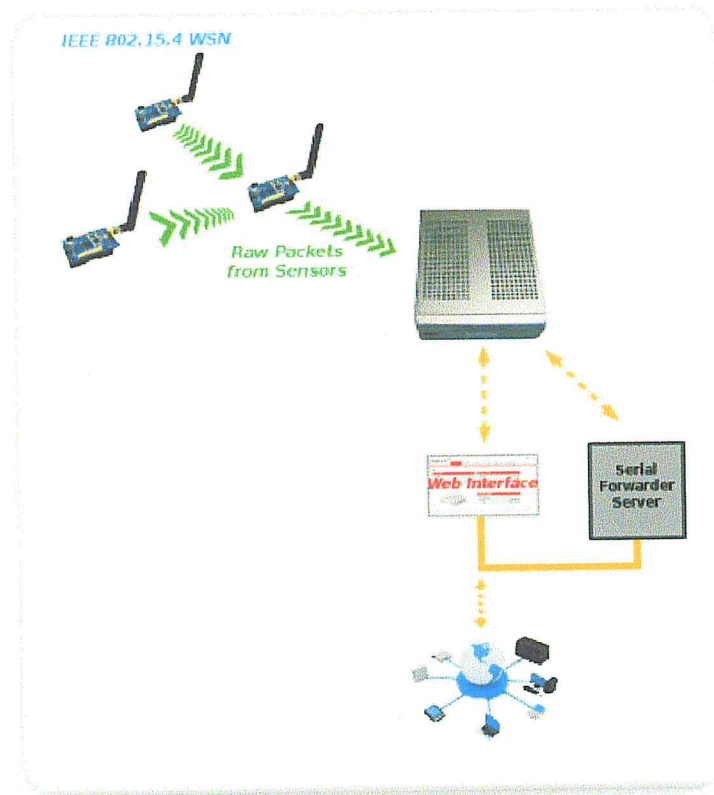 IEEE 802.15.4 WSN
Raw Packets
from Sensors
Web Interface
Serial
Forwarder
Server